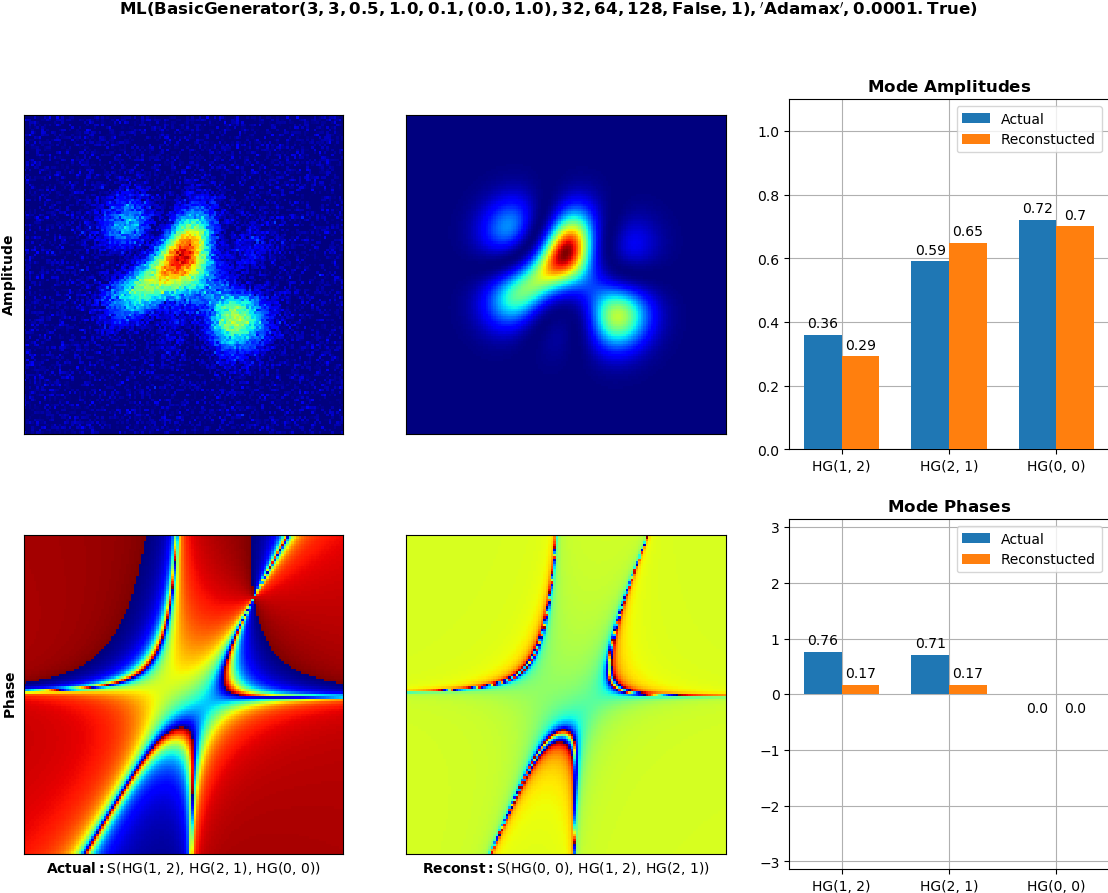 ML(BasicGenerator(3, 3, 0.5, 1.0, 0.1, (0.0, 1.0), 32, 64, 128, False, 1), 'Adamax', 0.0001. True)
Mode Amplitudes
Amplitude
Actual
Reconstucted
1.0
0.8
0.6
0.4
0.2
0.0
0.36
0.29
0.59
0.65
0.72
0.7
HG(1, 2)
HG(2, 1)
HG(0, 0)
Mode Phases
Phase
Actual
Reconstucted
3
2
1
0
−1
−2
−3
0.76
0.17
0.71
0.17
0.0
0.0
HG(1, 2)
HG(2, 1)
HG(0, 0)
Actual: S(HG(1, 2), HG(2, 1), HG(0, 0))
Reconst: S(HG(0, 0), HG(1, 2), HG(2, 1))